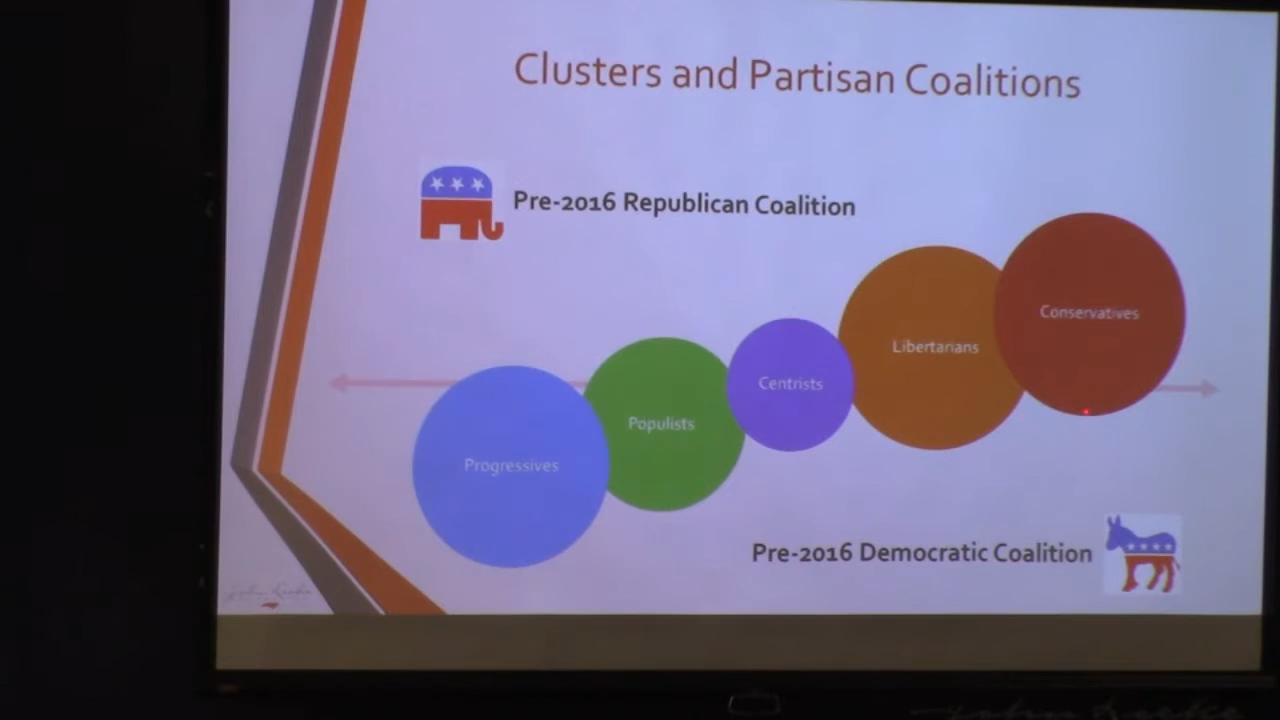 Clusters and Partisan Coalitions
Pre-2016 Republican Coalition
Conservatives
Libertarians
Centrists
Populists
Progressives
Pre-2016 Democratic Coalition